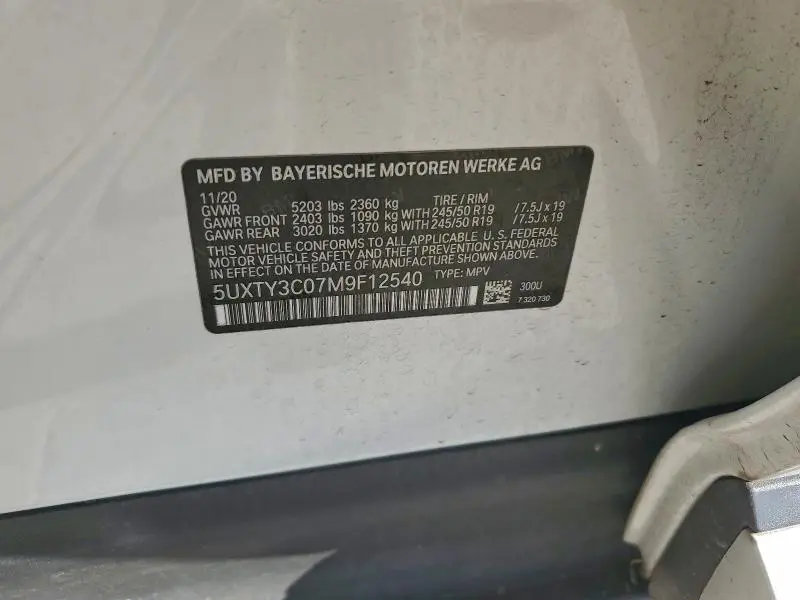 MFD BY BAYERISCHE MOTOREN WERKE AG
11/20 TIRE / RIM
GVWR 5203 lbs 2360 kg
GAWR FRONT 2403 lbs 1090 kg WITH 245/50 R19 / 7.5J x 19
GAWR REAR 3020 lbs 1370 kg WITH 245/50 R19 / 7.5J x 19
THIS VEHICLE CONFORMS TO ALL APPLICABLE U. S. FEDERAL
MOTOR VEHICLE SAFETY AND THEFT PREVENTION STANDARDS
IN EFFECT ON THE DATE OF MANUFACTURE SHOWN ABOVE.
5UXTY3C07M9F12540 TYPE: MPV
300U
7 320 730